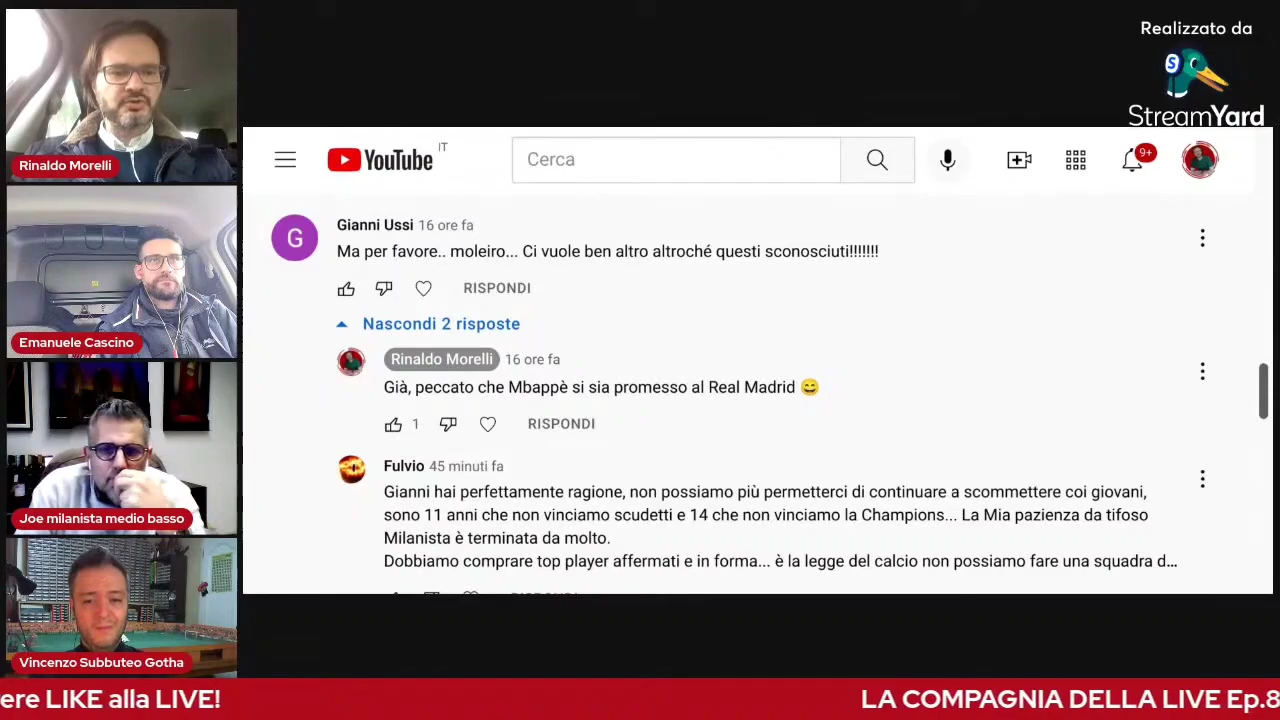 Realizzato da
S
StreamYard
Rinaldo Morelli
Emanuele Cascino
Joe milanista medio basso
Vincenzo Subbuteo Gotha
YouTube IT
Cerca
9+
G
Gianni Ussi 16 ore fa
Ma per favore.. moleiro... Ci vuole ben altro altroché questi sconosciuti!!!!!!!
RISPONDI
Nascondi 2 risposte
Rinaldo Morelli 16 ore fa
Già, peccato che Mbappè si sia promesso al Real Madrid 😄
1 RISPONDI
Fulvio 45 minuti fa
Gianni hai perfettamente ragione, non possiamo più permetterci di continuare a scommettere coi giovani,
sono 11 anni che non vinciamo scudetti e 14 che non vinciamo la Champions... La Mia pazienza da tifoso
Milanista è terminata da molto.
Dobbiamo comprare top player affermati e in forma... è la legge del calcio non possiamo fare una squadra d...
ere LIKE alla LIVE!
LA COMPAGNIA DELLA LIVE Ep.8